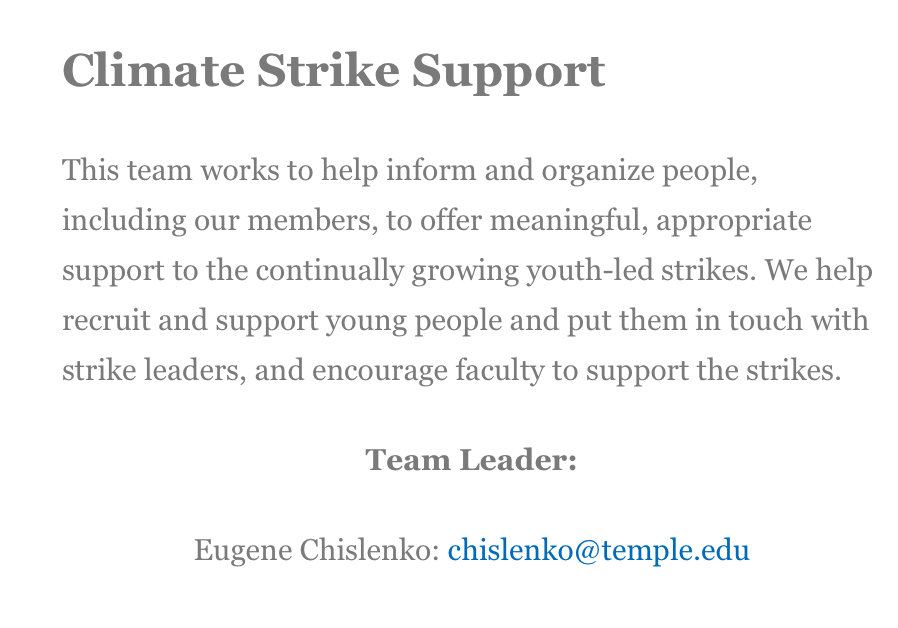 Climate Strike Support
This team works to help inform and organize people,
including our members, to offer meaningful, appropriate
support to the continually growing youth-led strikes. We help
recruit and support young people and put them in touch with
strike leaders, and encourage faculty to support the strikes.
Team Leader:
Eugene Chislenko: chislenko@temple.edu